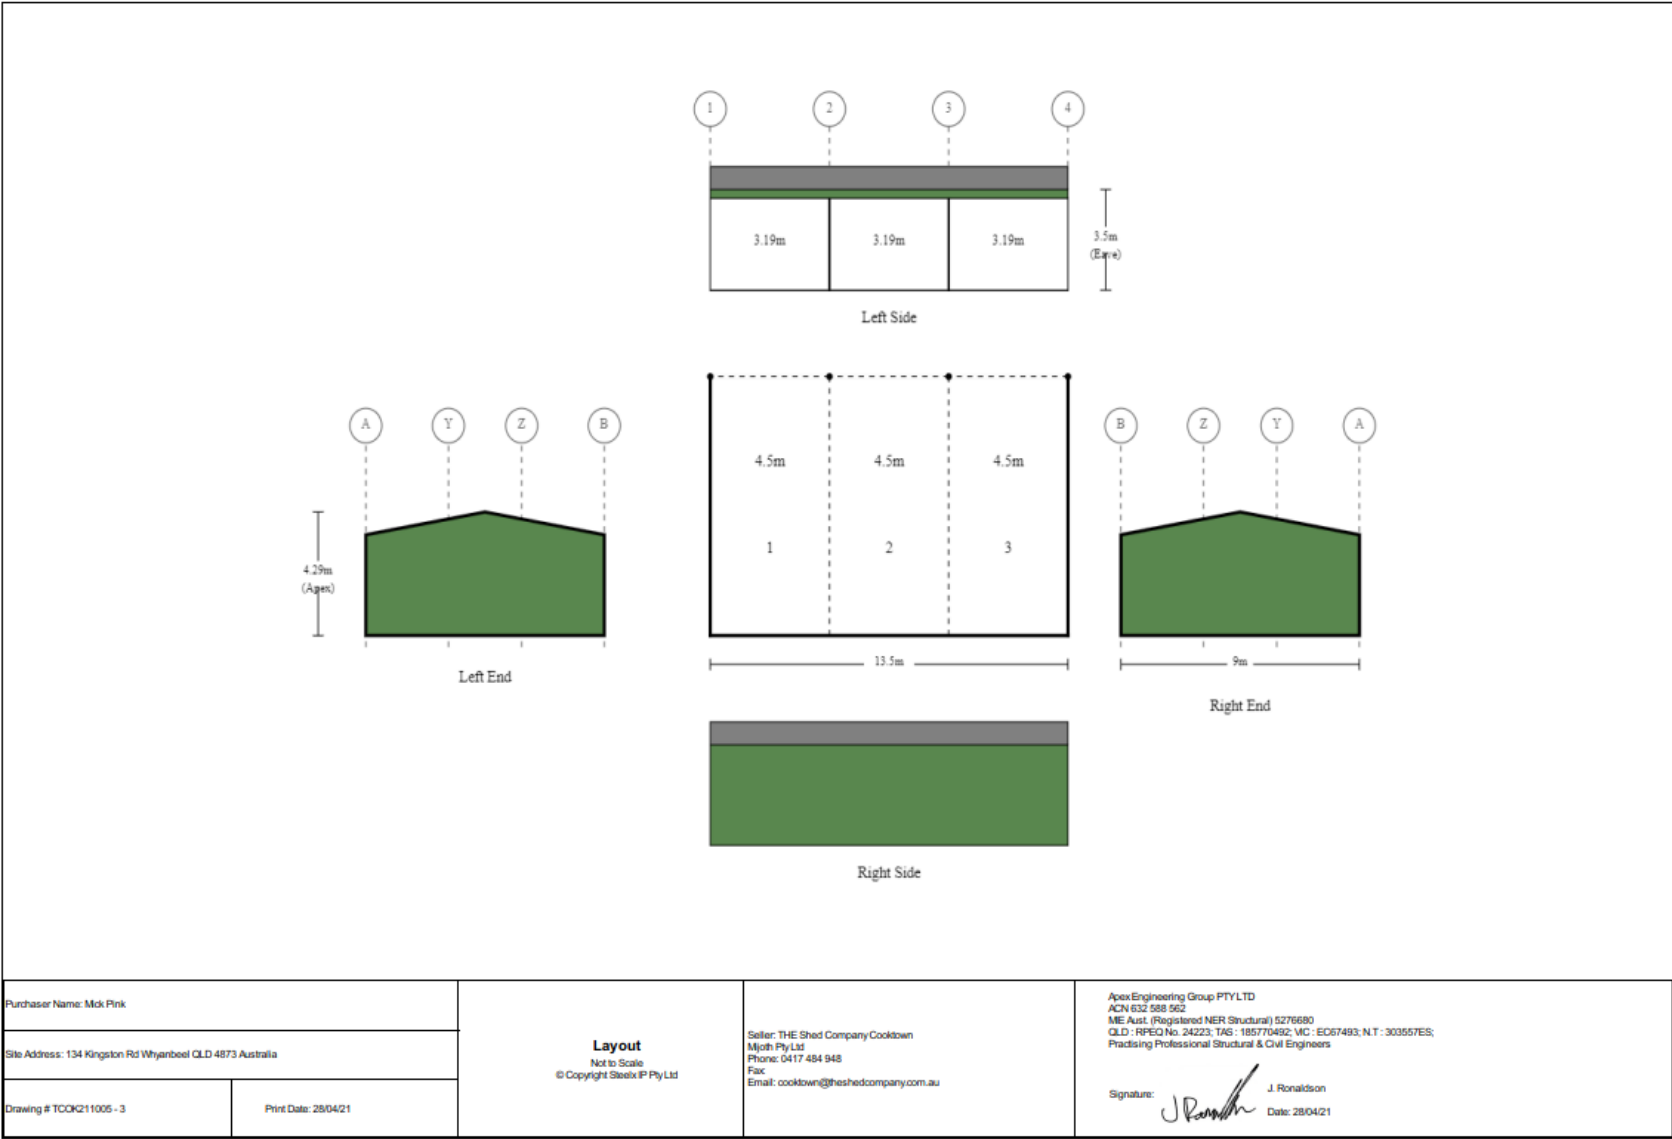 1 2 3 4
3.19m 3.19m 3.19m
3.5m
(Eave)
Left Side
A Y Z B
4.5m 4.5m 4.5m
B Z Y A
1 2 3
4.29m
(Apex)
13.5m
9m
Left End
Right End
Right Side
Purchaser Name: Mick Pink
Site Address: 134 Kingston Rd Whyanbeel QLD 4873 Australia
Drawing # TCOK211005 - 3
Print Date: 28/04/21
Layout
Not to Scale
© Copyright Steelx IP Pty Ltd
Seller: THE Shed Company Cooktown
Mijoth Pty Ltd
Phone: 0417 484 948
Fax:
Email: cooktown@theshedcompany.com.au
Apex Engineering Group PTY LTD
ACN 632 588 562
MIE Aust. (Registered NER Structural) 5276680
QLD : RPEQ No. 24223; TAS : 185770492; VIC : EC67493; N.T : 303557ES;
Practising Professional Structural & Civil Engineers
Signature:
J. Ronaldson
Date: 28/04/21